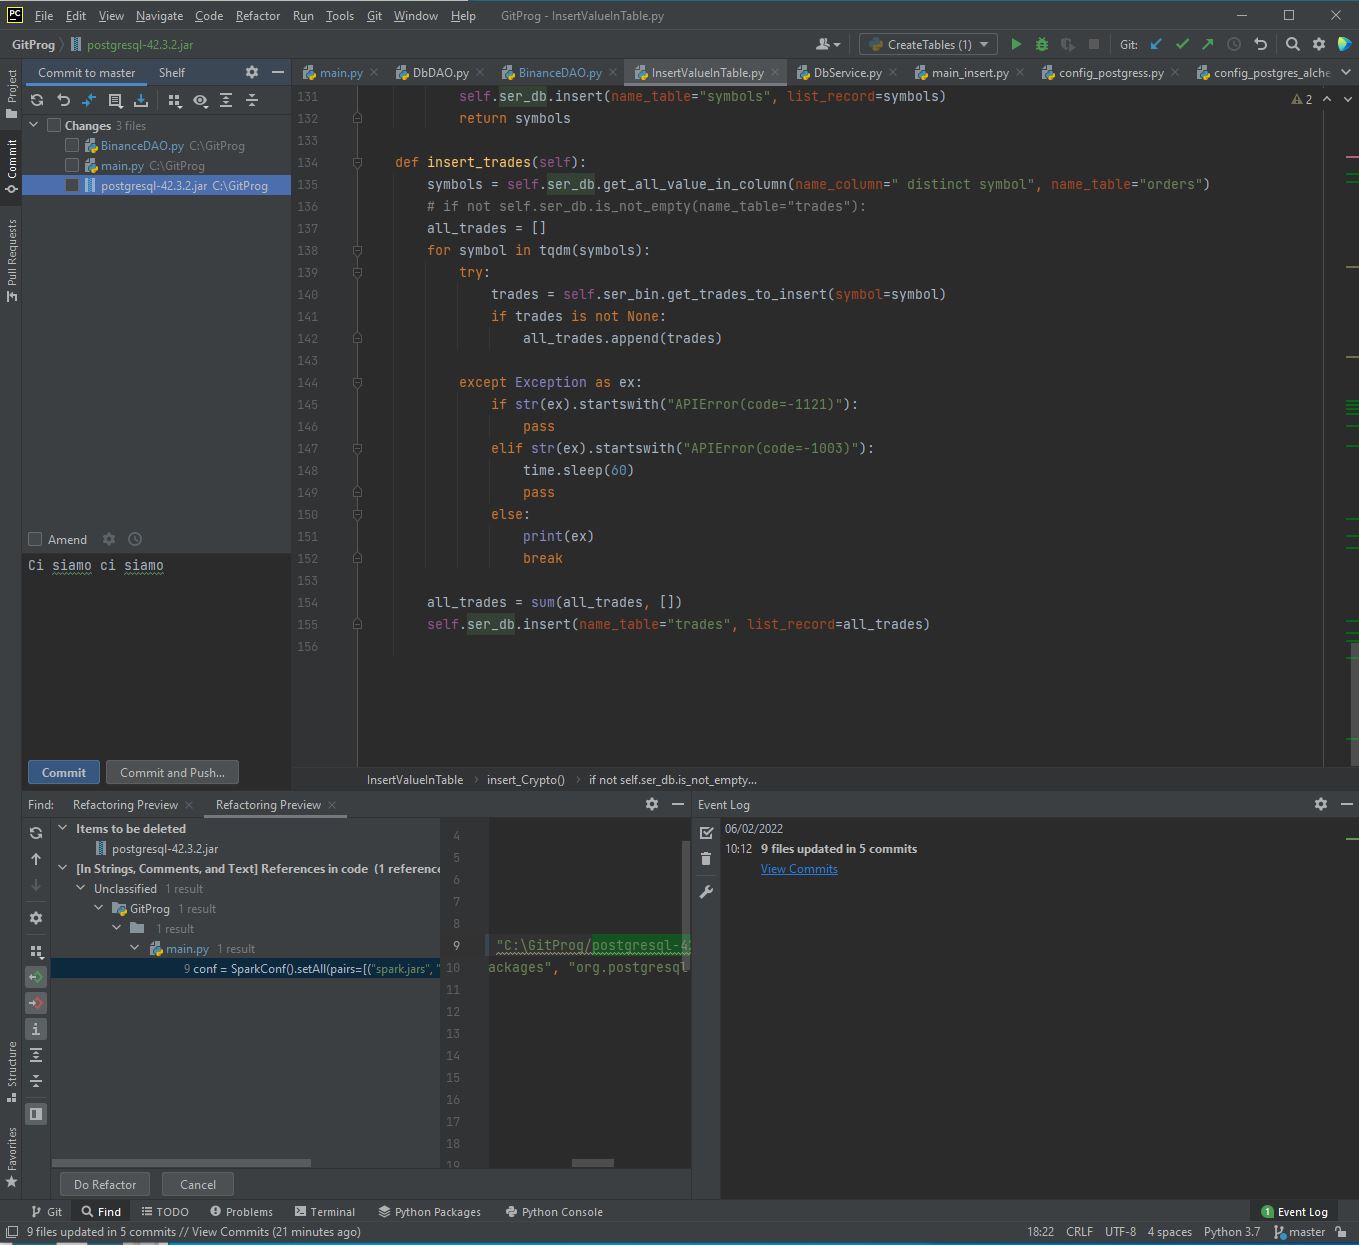 PC File Edit View Navigate Code Refactor Run Tools Git Window Help GitProg - InsertValueInTable.py
GitProg postgresql-42.3.2.jar CreateTables (1) Git:
Commit to master Shelf
main.py DbDAO.py BinanceDAO.py InsertValueInTable.py DbService.py main_insert.py config_postgress.py config_postgres_alche
Project
Commit
Pull Requests
Structure
Favorites
Changes 3 files
BinanceDAO.py C:\GitProg
main.py C:\GitProg
postgresql-42.3.2.jar C:\GitProg
Amend
Ci siamo ci siamo
Commit Commit and Push...
2
131 self.ser_db.insert(name_table="symbols", list_record=symbols)
132 return symbols
133
134 def insert_trades(self):
135 symbols = self.ser_db.get_all_value_in_column(name_column=" distinct symbol", name_table="orders")
136 # if not self.ser_db.is_not_empty(name_table="trades"):
137 all_trades = []
138 for symbol in tqdm(symbols):
139 try:
140 trades = self.ser_bin.get_trades_to_insert(symbol=symbol)
141 if trades is not None:
142 all_trades.append(trades)
143
144 except Exception as ex:
145 if str(ex).startswith("APIError(code=-1121)"):
146 pass
147 elif str(ex).startswith("APIError(code=-1003)"):
148 time.sleep(60)
149 pass
150 else:
151 print(ex)
152 break
153
154 all_trades = sum(all_trades, [])
155 self.ser_db.insert(name_table="trades", list_record=all_trades)
156
InsertValueInTable insert_Crypto() if not self.ser_db.is_not_empty...
Find: Refactoring Preview Refactoring Preview
Items to be deleted
postgresql-42.3.2.jar
[In Strings, Comments, and Text] References in code (1 reference
Unclassified 1 result
GitProg 1 result
1 result
main.py 1 result
9 conf = SparkConf().setAll(pairs=[("spark.jars", "
4
5
6
7
8
9 "C:\GitProg/postgresql-42
10 ackages", "org.postgresql
11
12
13
14
15
16
17
18
19
Do Refactor Cancel
Event Log
06/02/2022
10:12 9 files updated in 5 commits
View Commits
Git Find TODO Problems Terminal Python Packages Python Console 1 Event Log
9 files updated in 5 commits // View Commits (21 minutes ago) 18:22 CRLF UTF-8 4 spaces Python 3.7 master